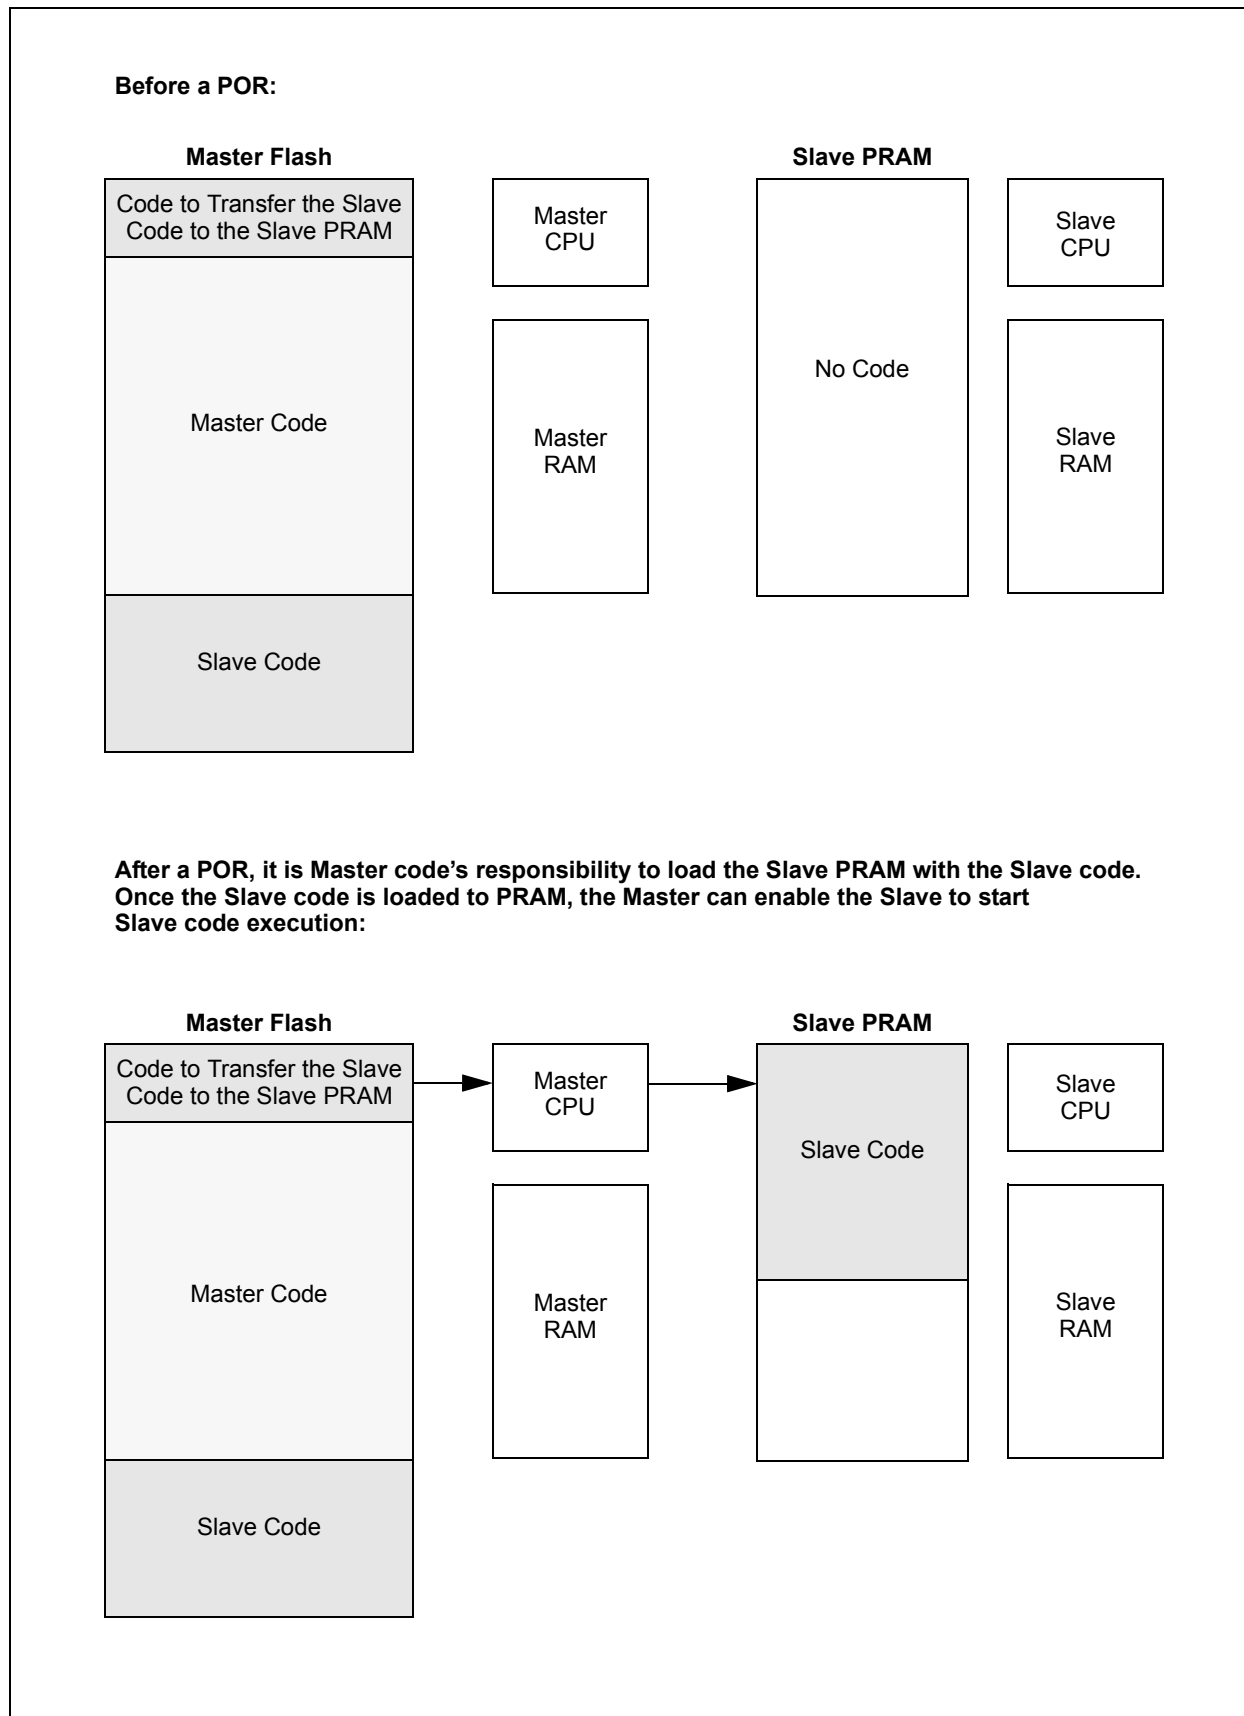 Before a POR:
Master Flash
Slave PRAM
Code to Transfer the Slave
Code to the Slave PRAM
Master
CPU
Slave
CPU
No Code
Master Code
Master
RAM
Slave
RAM
Slave Code
After a POR, it is Master code’s responsibility to load the Slave PRAM with the Slave code.
Once the Slave code is loaded to PRAM, the Master can enable the Slave to start
Slave code execution:
Master Flash
Slave PRAM
Code to Transfer the Slave
Code to the Slave PRAM
Master
CPU
Slave
CPU
Slave Code
Master Code
Master
RAM
Slave
RAM
Slave Code